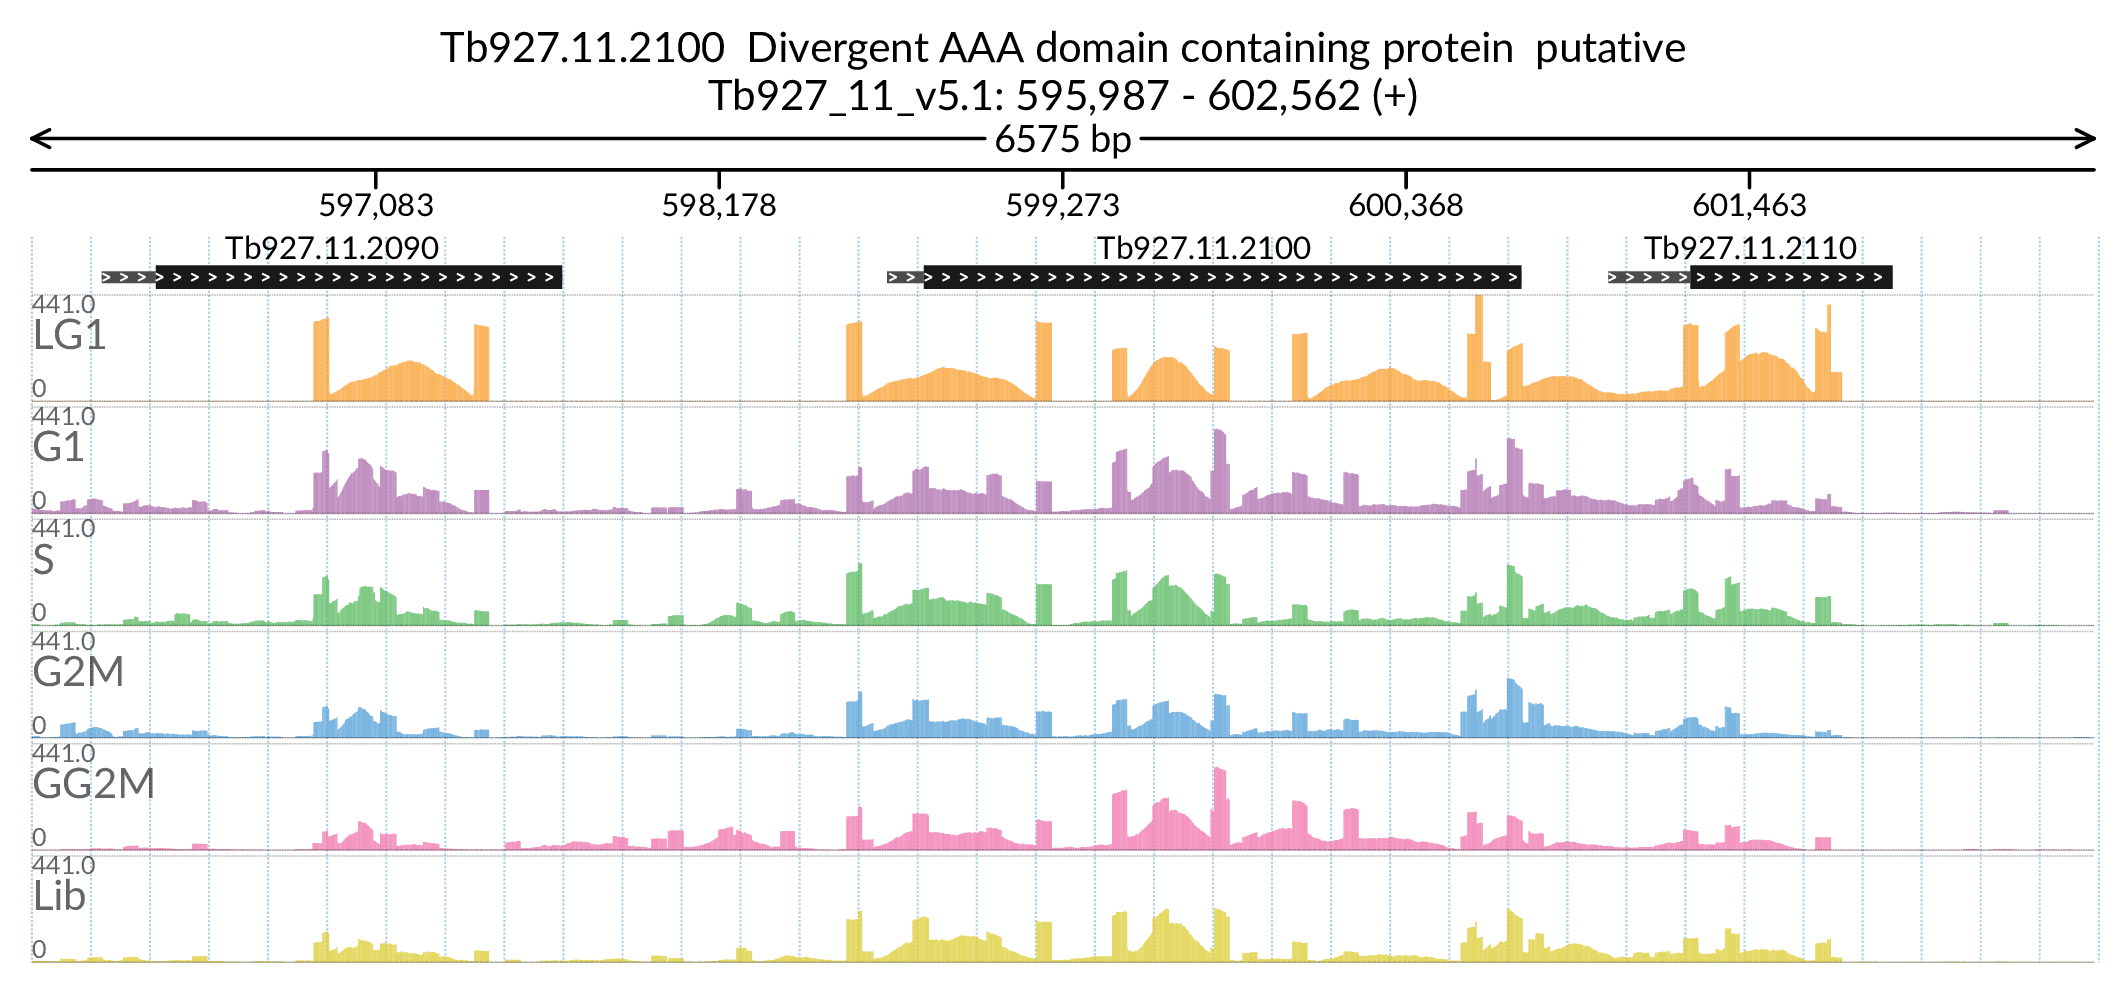 Tb927.11.2100  Divergent AAA domain containing protein  putative
Tb927_11_v5.1: 595,987 - 602,562 (+)
6575 bp
597,083 598,178 599,273 600,368 601,463
Tb927.11.2090 Tb927.11.2100 Tb927.11.2110
441.0
LG1
0
441.0
G1
0
441.0
S
0
441.0
G2M
0
441.0
GG2M
0
441.0
Lib
0